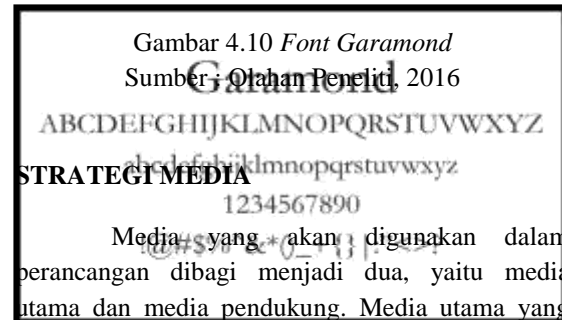 Gambar 4.10 Font Garamond
Sumber : Olahan Peneliti, 2016
Garamond
ABCDEFGHIJKLMNOPQRSTUVWXYZ
abcdefghijklmnopqrstuvwxyz
STRATEGI MEDIA
1234567890
Media yang akan digunakan dalam
perancangan dibagi menjadi dua, yaitu media
utama dan media pendukung. Media utama yang